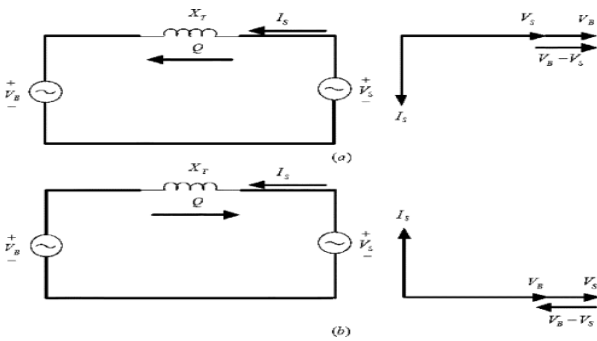 X_T
I_S
Q
+
V_B
−
+
V_S
−
V_S V_B
V_B − V_S
I_S
(a)
X_T
I_S
Q
+
V_B
−
+
V_S
−
I_S
V_B V_S
V_B − V_S
(b)